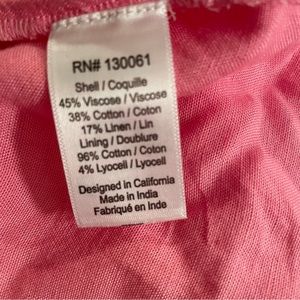 RN# 130061
Shell / Coquille
45% Viscose / Viscose
38% Cotton / Coton
17% Linen / Lin
Lining / Doublure
96% Cotton / Coton
4% Lyocell / Lyocell
Designed in California
Made in India
Fabriqué en Inde